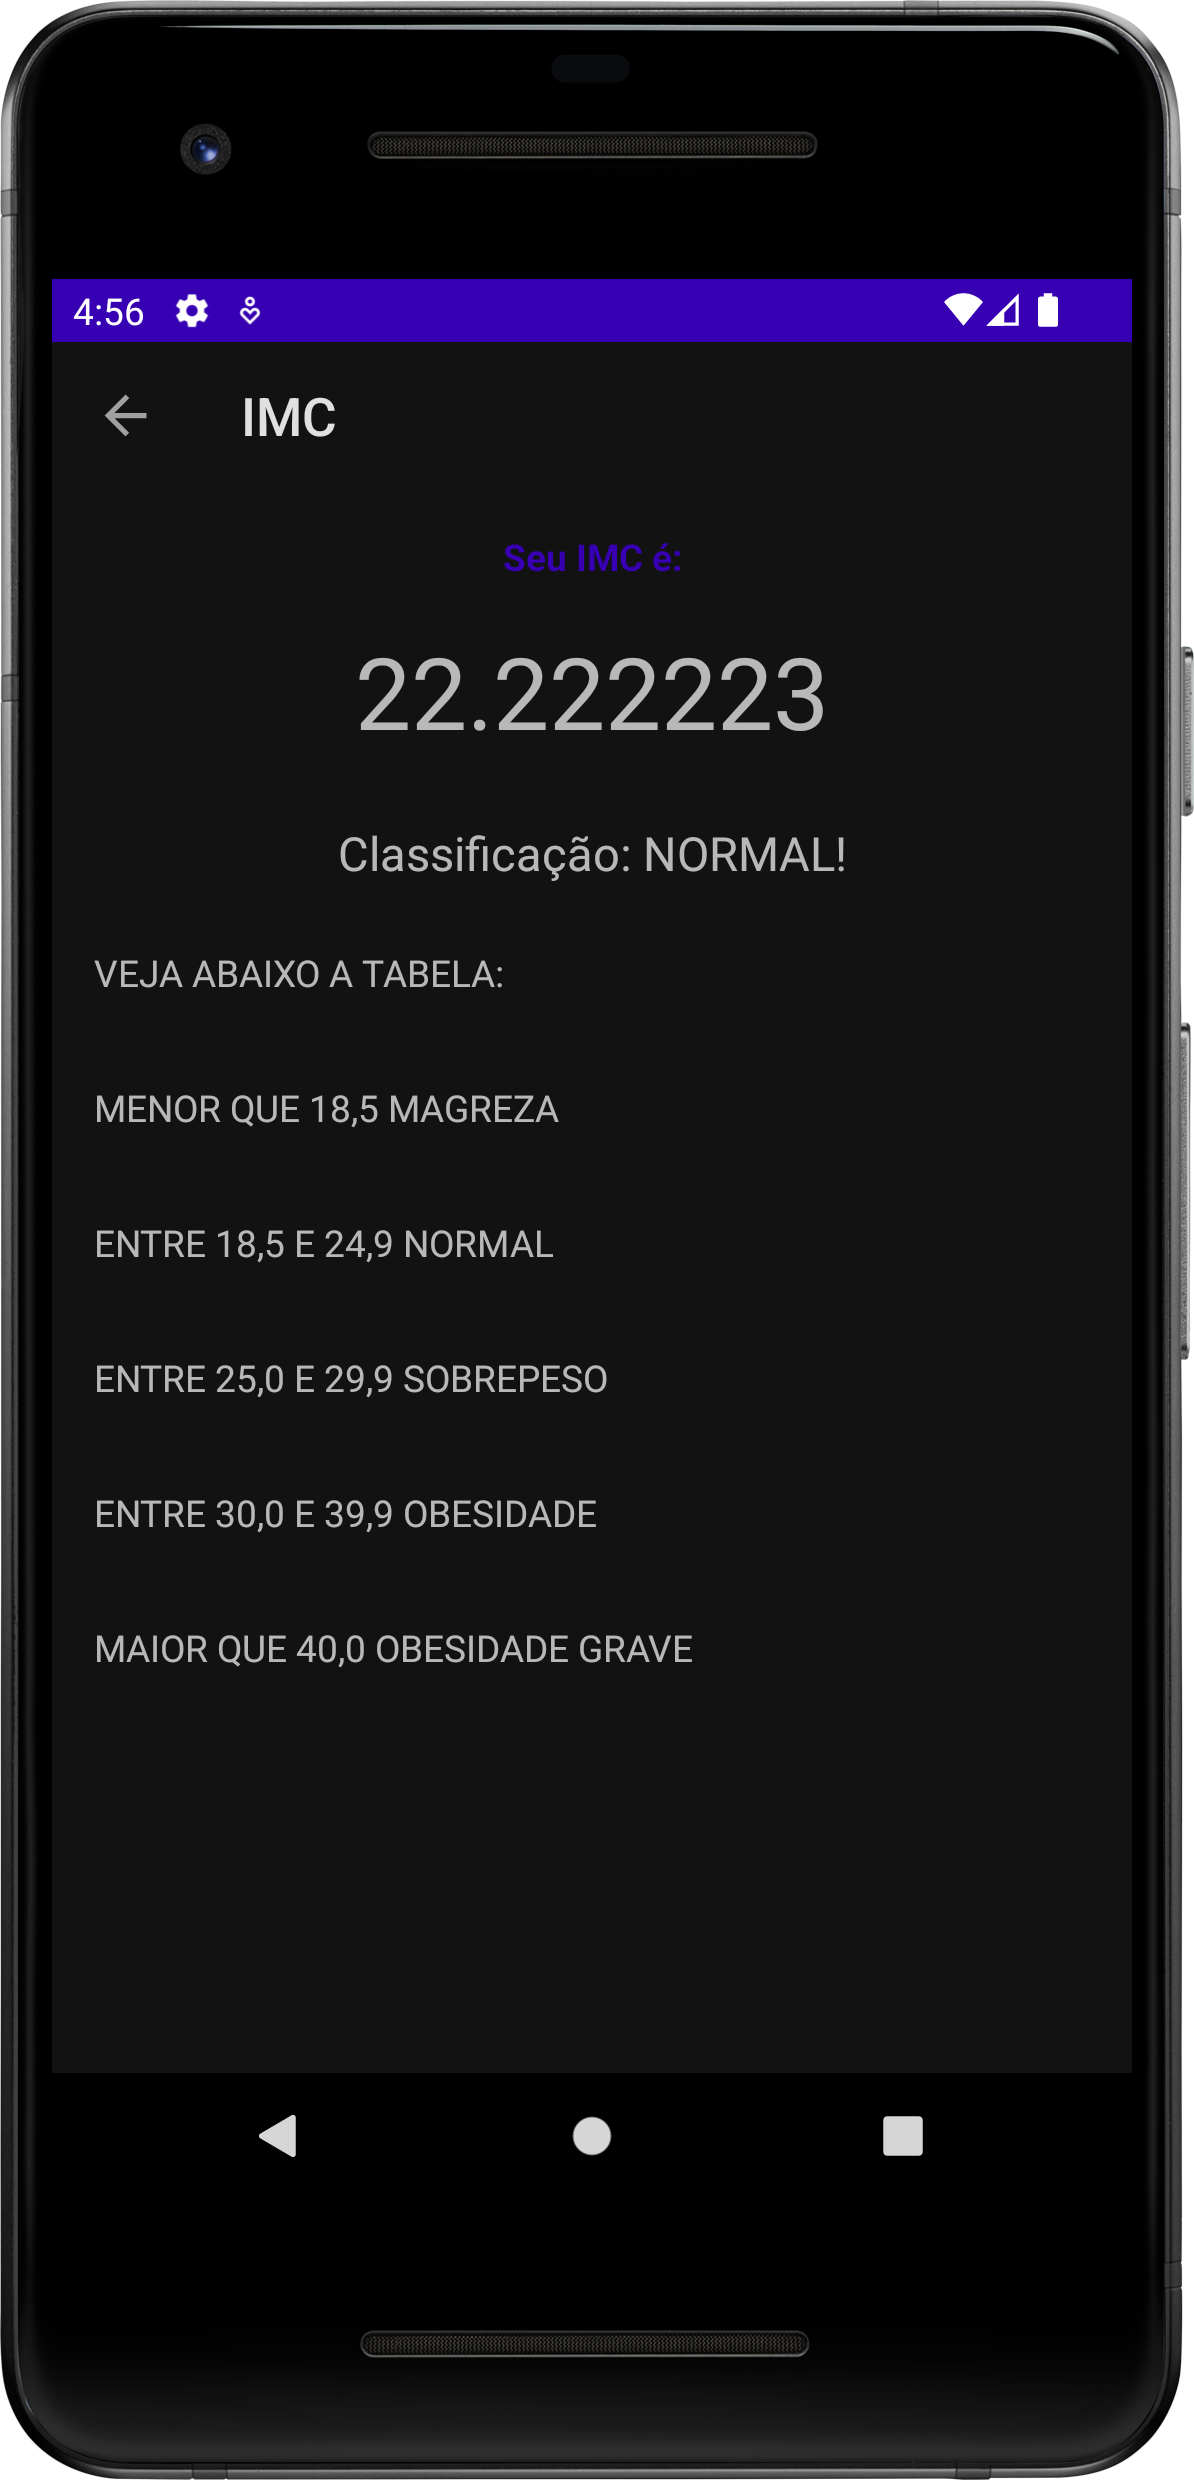 4:56
IMC
Seu IMC é:
22.222223
Classificação: NORMAL!
VEJA ABAIXO A TABELA:
MENOR QUE 18,5 MAGREZA
ENTRE 18,5 E 24,9 NORMAL
ENTRE 25,0 E 29,9 SOBREPESO
ENTRE 30,0 E 39,9 OBESIDADE
MAIOR QUE 40,0 OBESIDADE GRAVE